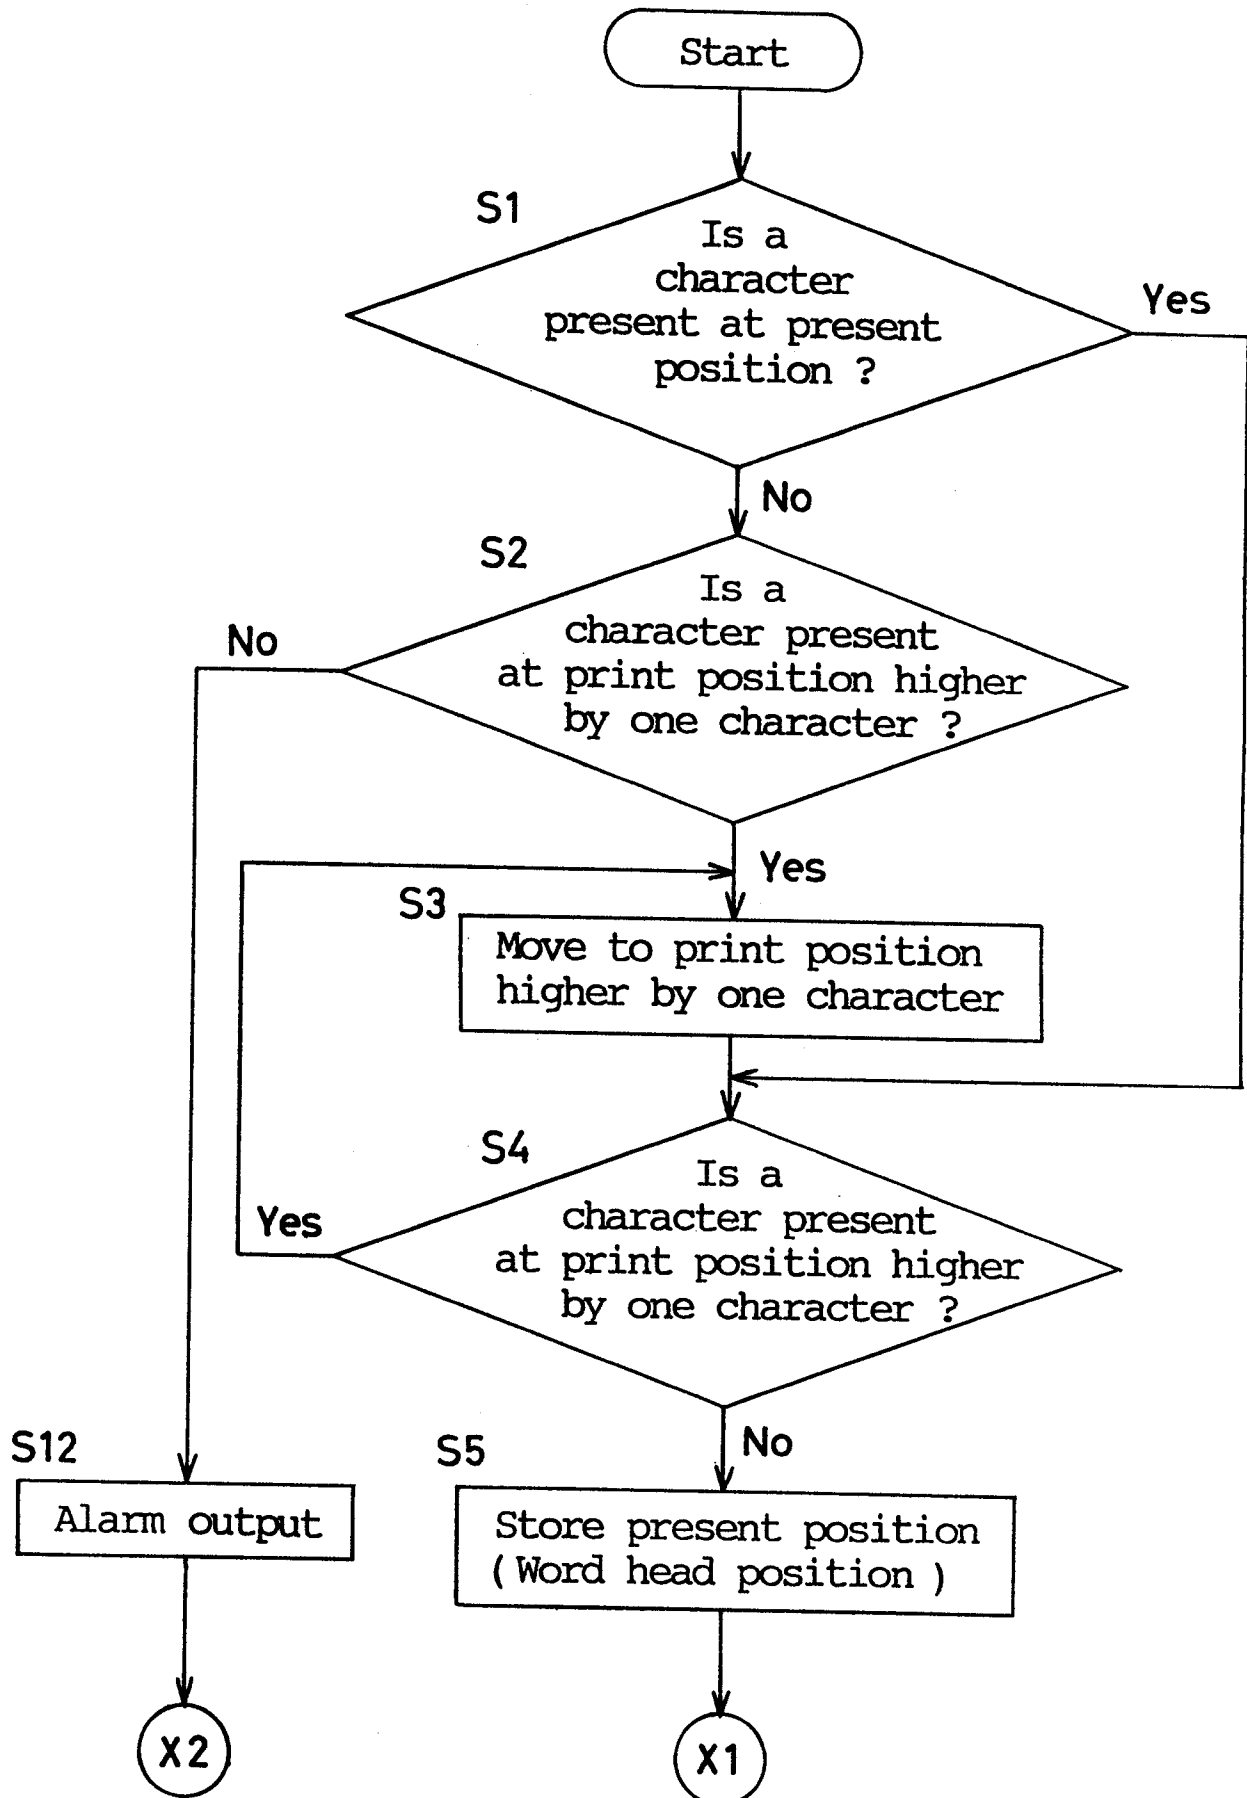 Start
S1
Is a
character
present at present
position ?
Yes
No
S2
Is a
character present
at print position higher
by one character ?
No
Yes
S3
Move to print position
higher by one character
S4
Is a
character present
at print position higher
by one character ?
Yes
No
S12
Alarm output
S5
Store present position
( Word head position )
X2
X1